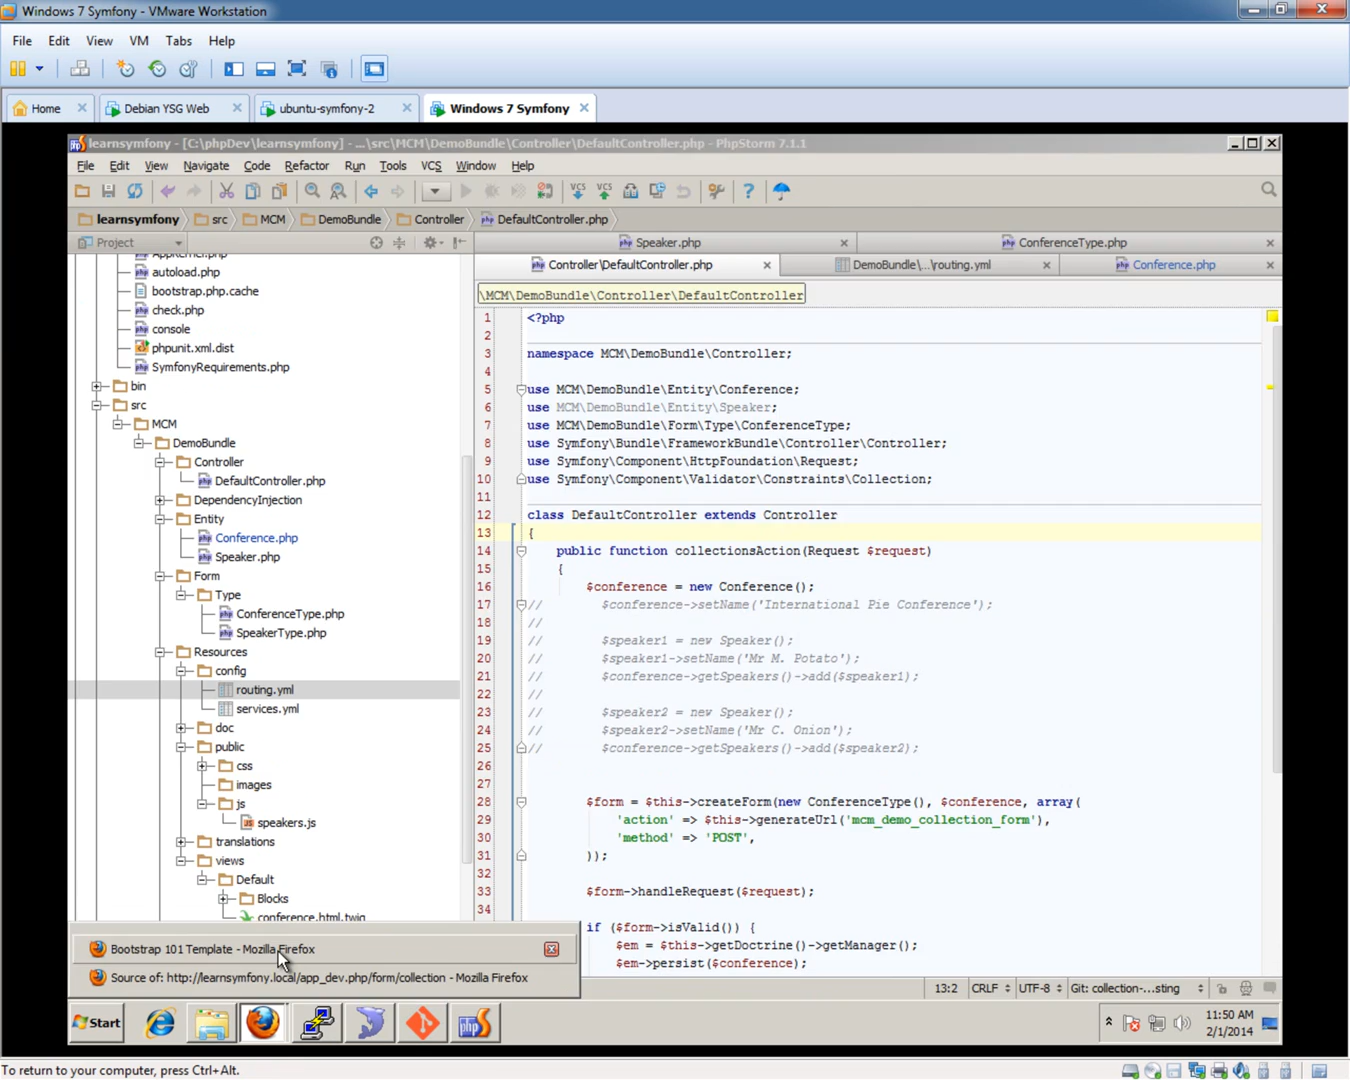 Windows 7 Symfony - VMware Workstation
File Edit View VM Tabs Help
Home Debian YSG Web ubuntu-symfony-2 Windows 7 Symfony
learnsymfony - [C:\phpDev\learnsymfony] - ...\src\MCM\DemoBundle\Controller\DefaultController.php - PhpStorm 7.1.1
File Edit View Navigate Code Refactor Run Tools VCS Window Help
learnsymfony src MCM DemoBundle Controller DefaultController.php
Project
Speaker.php ConferenceType.php
Controller\DefaultController.php DemoBundle\...\routing.yml Conference.php
\MCM\DemoBundle\Controller\DefaultController
AppKernel.php
autoload.php
bootstrap.php.cache
check.php
console
phpunit.xml.dist
SymfonyRequirements.php
bin
src
MCM
DemoBundle
Controller
DefaultController.php
DependencyInjection
Entity
Conference.php
Speaker.php
Form
Type
ConferenceType.php
SpeakerType.php
Resources
config
routing.yml
services.yml
doc
public
css
images
js
speakers.js
translations
views
Default
Blocks
conference.html.twig
1 <?php
2
3 namespace MCM\DemoBundle\Controller;
4
5 use MCM\DemoBundle\Entity\Conference;
6 use MCM\DemoBundle\Entity\Speaker;
7 use MCM\DemoBundle\Form\Type\ConferenceType;
8 use Symfony\Bundle\FrameworkBundle\Controller\Controller;
9 use Symfony\Component\HttpFoundation\Request;
10 use Symfony\Component\Validator\Constraints\Collection;
11
12 class DefaultController extends Controller
13 {
14 public function collectionsAction(Request $request)
15 {
16 $conference = new Conference();
17 // $conference->setName('International Pie Conference');
18 //
19 // $speaker1 = new Speaker();
20 // $speaker1->setName('Mr M. Potato');
21 // $conference->getSpeakers()->add($speaker1);
22 //
23 // $speaker2 = new Speaker();
24 // $speaker2->setName('Mr C. Onion');
25 // $conference->getSpeakers()->add($speaker2);
26
27
28 $form = $this->createForm(new ConferenceType(), $conference, array(
29 'action' => $this->generateUrl('mcm_demo_collection_form'),
30 'method' => 'POST',
31 ));
32
33 $form->handleRequest($request);
34
if ($form->isValid()) {
$em = $this->getDoctrine()->getManager();
$em->persist($conference);
Bootstrap 101 Template - Mozilla Firefox
Source of: http://learnsymfony.local/app_dev.php/form/collection - Mozilla Firefox
13:2 CRLF UTF-8 Git: collection-...sting
Start
11:50 AM
2/1/2014
To return to your computer, press Ctrl+Alt.